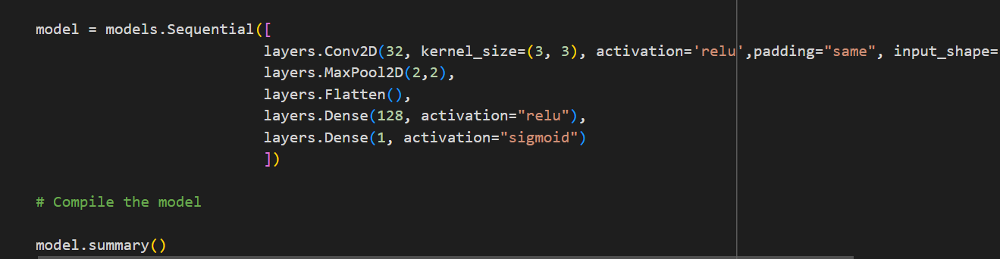 model = models.Sequential([
layers.Conv2D(32, kernel_size=(3, 3), activation='relu',padding="same", input_shape=
layers.MaxPool2D(2,2),
layers.Flatten(),
layers.Dense(128, activation="relu"),
layers.Dense(1, activation="sigmoid")
])
# Compile the model
model.summary()